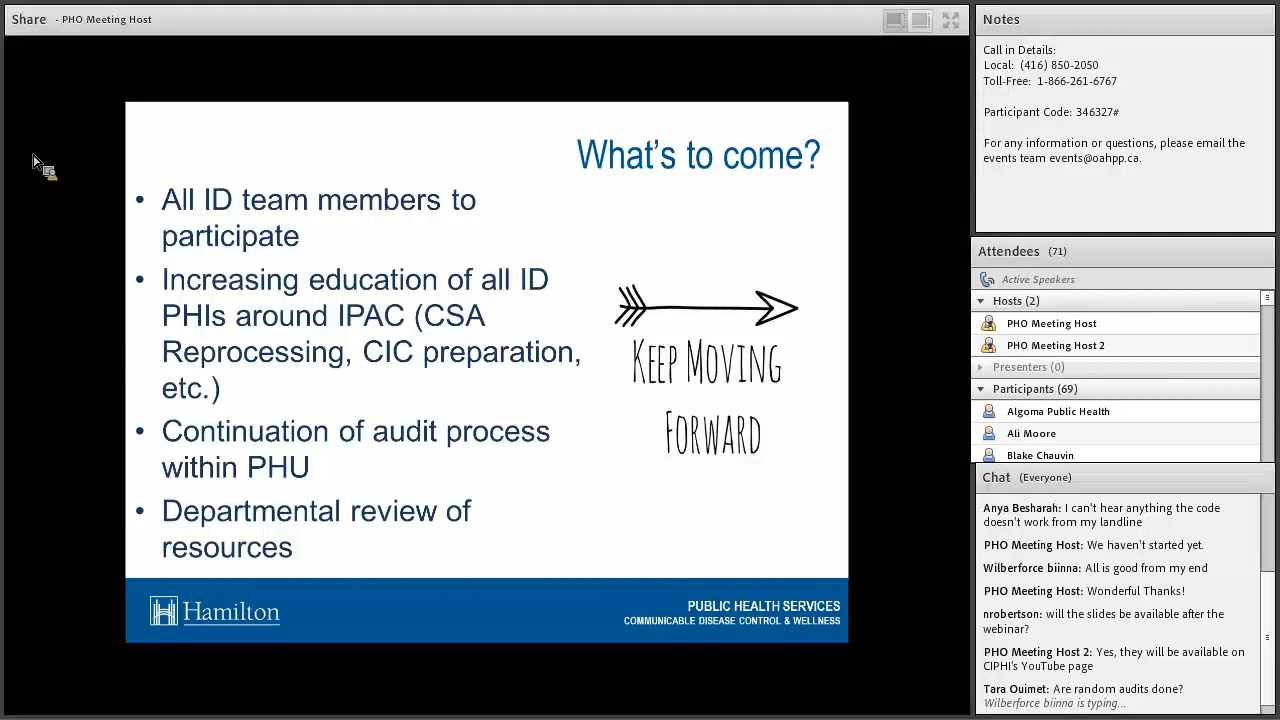 Share - PHO Meeting Host
What's to come?
• All ID team members to
participate
• Increasing education of all ID
PHIs around IPAC (CSA
Reprocessing, CIC preparation,
etc.)
• Continuation of audit process
within PHU
• Departmental review of
resources
KEEP MOVING
FORWARD
Hamilton
PUBLIC HEALTH SERVICES
COMMUNICABLE DISEASE CONTROL & WELLNESS
Notes
Call in Details:
Local: (416) 850-2050
Toll-Free: 1-866-261-6767
Participant Code: 346327#
For any information or questions, please email the
events team events@oahpp.ca.
Attendees (71)
Active Speakers
Hosts (2)
PHO Meeting Host
PHO Meeting Host 2
Presenters (0)
Participants (69)
Algoma Public Health
Ali Moore
Blake Chauvin
Chat (Everyone)
Anya Besharah: I can't hear anything the code
doesn't work from my landline
PHO Meeting Host: We haven't started yet.
Wilberforce biinna: All is good from my end
PHO Meeting Host: Wonderful Thanks!
nrobertson: will the slides be available after the
webinar?
PHO Meeting Host 2: Yes, they will be available on
CIPHI's YouTube page
Tara Ouimet: Are random audits done?
Wilberforce biinna is typing...